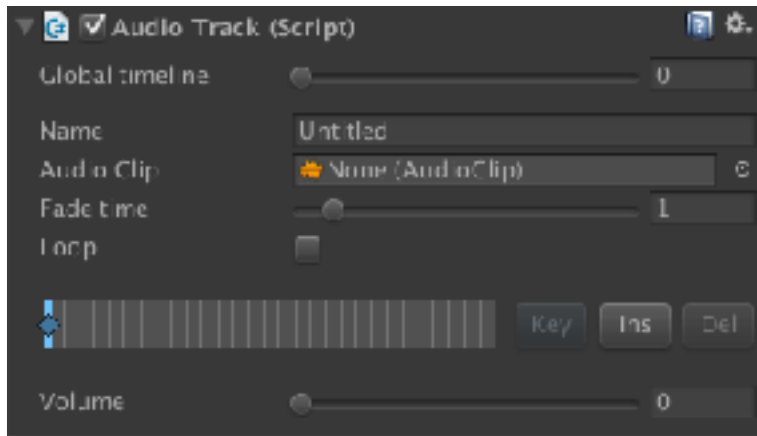 Audio Track (Script)
Global timeline 0
Name Untitled
Audio Clip None (AudioClip)
Fade time 1
Loop
Key Ins Del
Volume 0